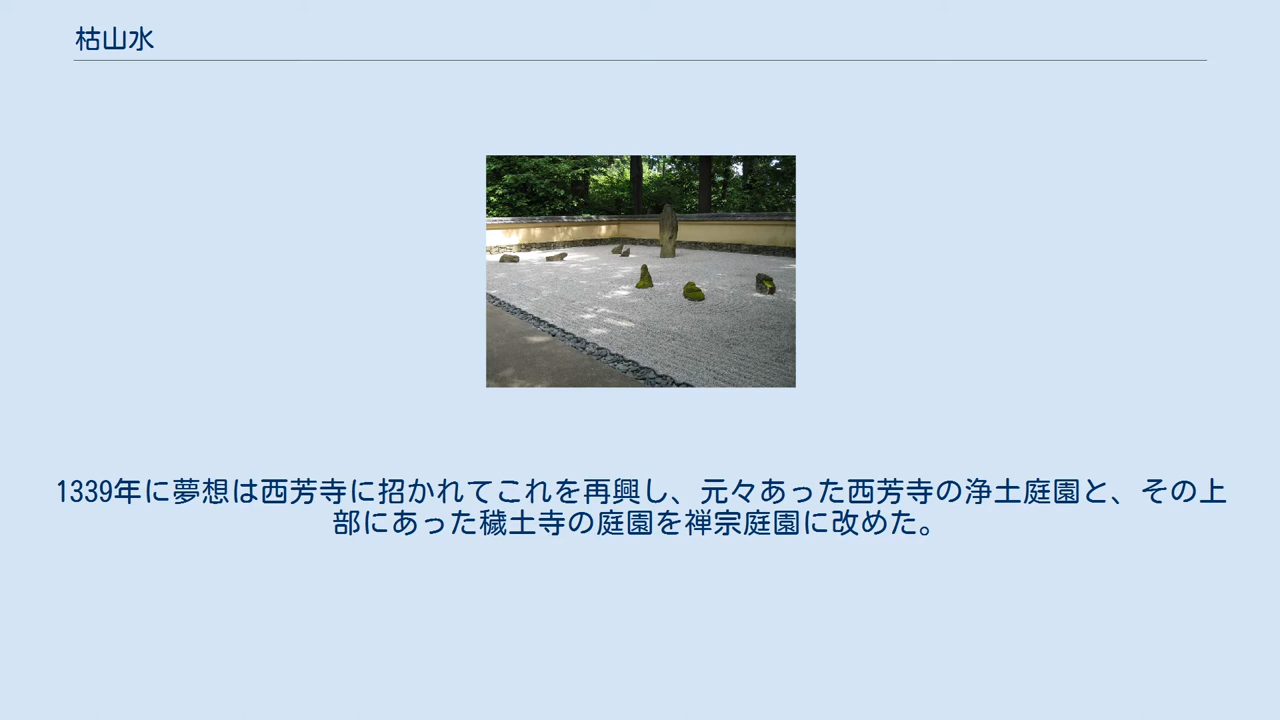 枯山水
1339年に夢想は西芳寺に招かれてこれを再興し、元々あった西芳寺の浄土庭園と、その上
部にあった穢土寺の庭園を禅宗庭園に改めた。